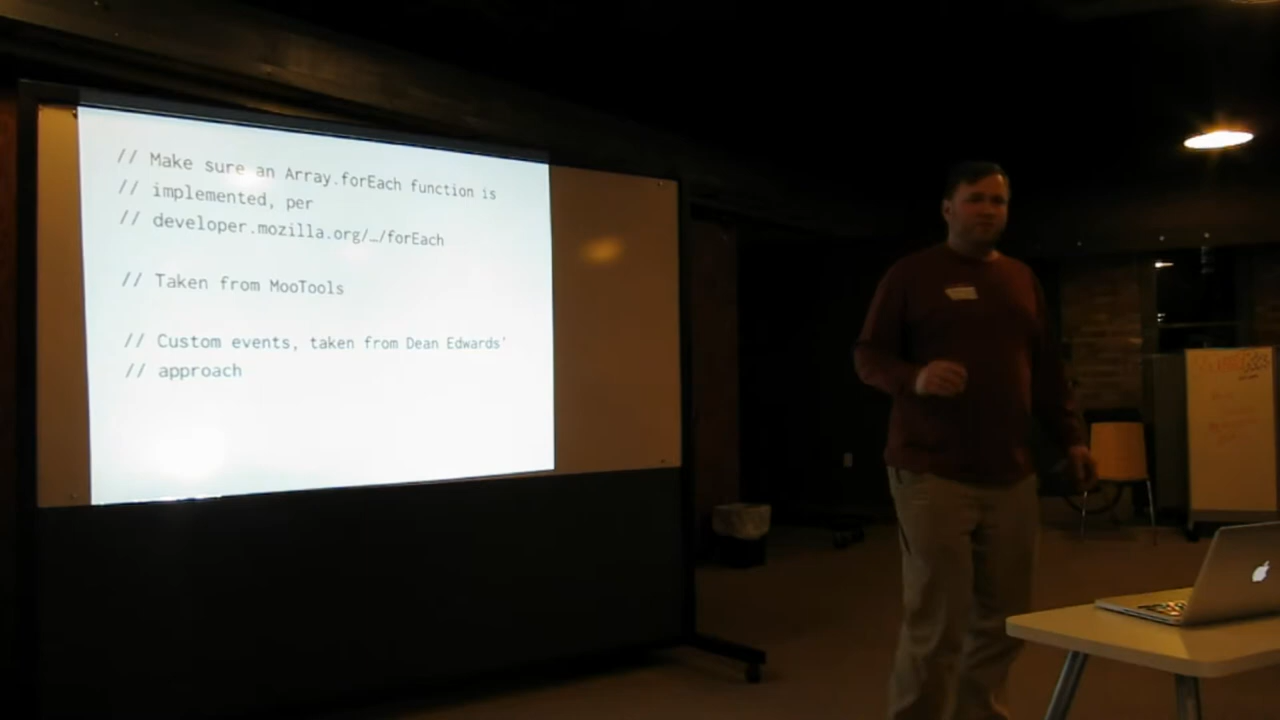 // Make sure an Array.forEach function is
// implemented, per
// developer.mozilla.org/…/forEach
// Taken from MooTools
// Custom events, taken from Dean Edwards'
// approach